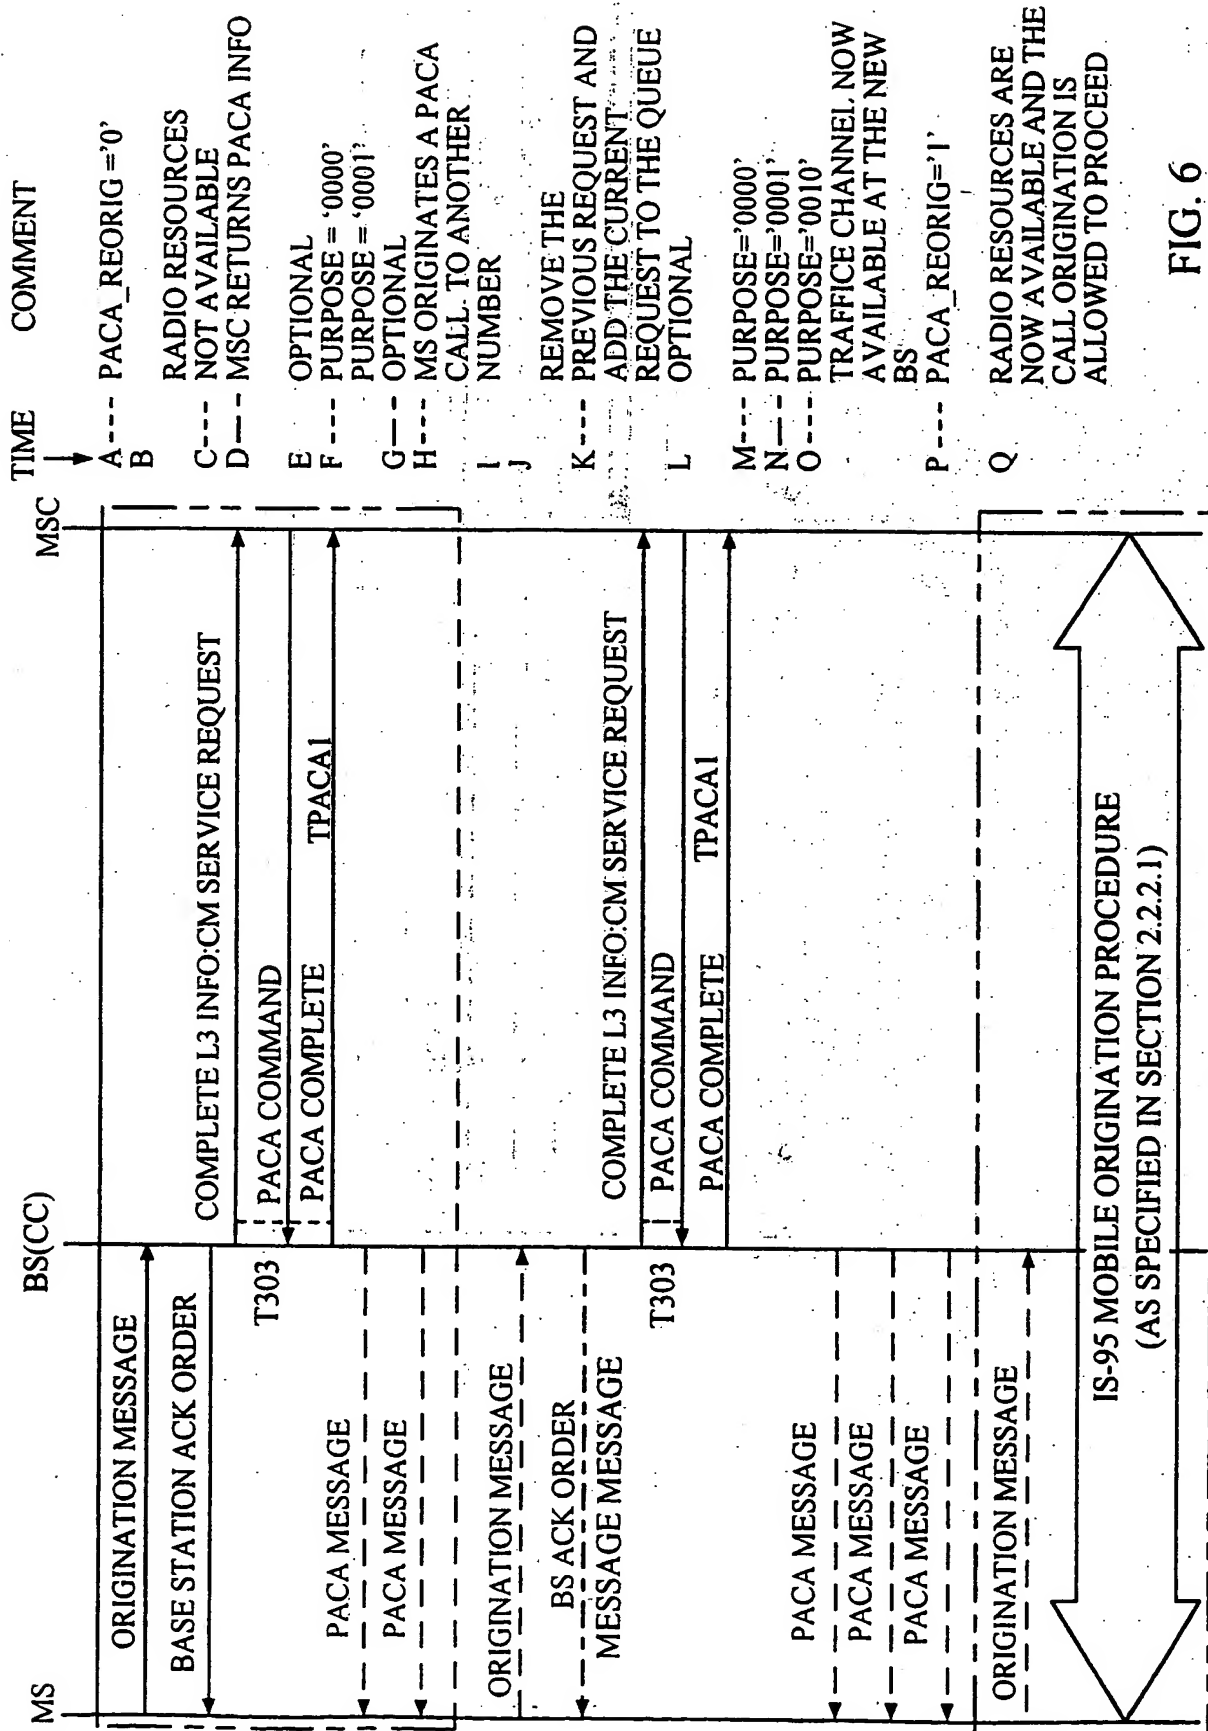 MS
BS(CC)
MSC
TIME
COMMENT
ORIGINATION MESSAGE
BASE STATION ACK ORDER
COMPLETE L3 INFO:CM SERVICE REQUEST
PACA COMMAND
T303
PACA COMPLETE
TPACA1
PACA MESSAGE
PACA MESSAGE
ORIGINATION MESSAGE
BS ACK ORDER
MESSAGE MESSAGE
COMPLETE L3 INFO:CM SERVICE REQUEST
PACA COMMAND
T303
PACA COMPLETE
TPACA1
PACA MESSAGE
PACA MESSAGE
PACA MESSAGE
ORIGINATION MESSAGE
IS-95 MOBILE ORIGINATION PROCEDURE
(AS SPECIFIED IN SECTION 2.2.2.1)
A --- PACA_REORIG ='0'
B
RADIO RESOURCES
C --- NOT AVAILABLE
D — MSC RETURNS PACA INFO
E OPTIONAL
F --- PURPOSE = '0000'
PURPOSE = '0001'
G — OPTIONAL
H --- MS ORIGINATES A PACA
CALL TO ANOTHER
I NUMBER
J
REMOVE THE
K --- PREVIOUS REQUEST AND
ADD THE CURRENT
REQUEST TO THE QUEUE
L OPTIONAL
M --- PURPOSE='0000'
N — PURPOSE='0001'
O --- PURPOSE='0010'
TRAFFICE CHANNEL NOW
AVAILABLE AT THE NEW
BS
P --- PACA_REORIG='1'
Q RADIO RESOURCES ARE
NOW AVAILABLE AND THE
CALL ORIGINATION IS
ALLOWED TO PROCEED
FIG. 6